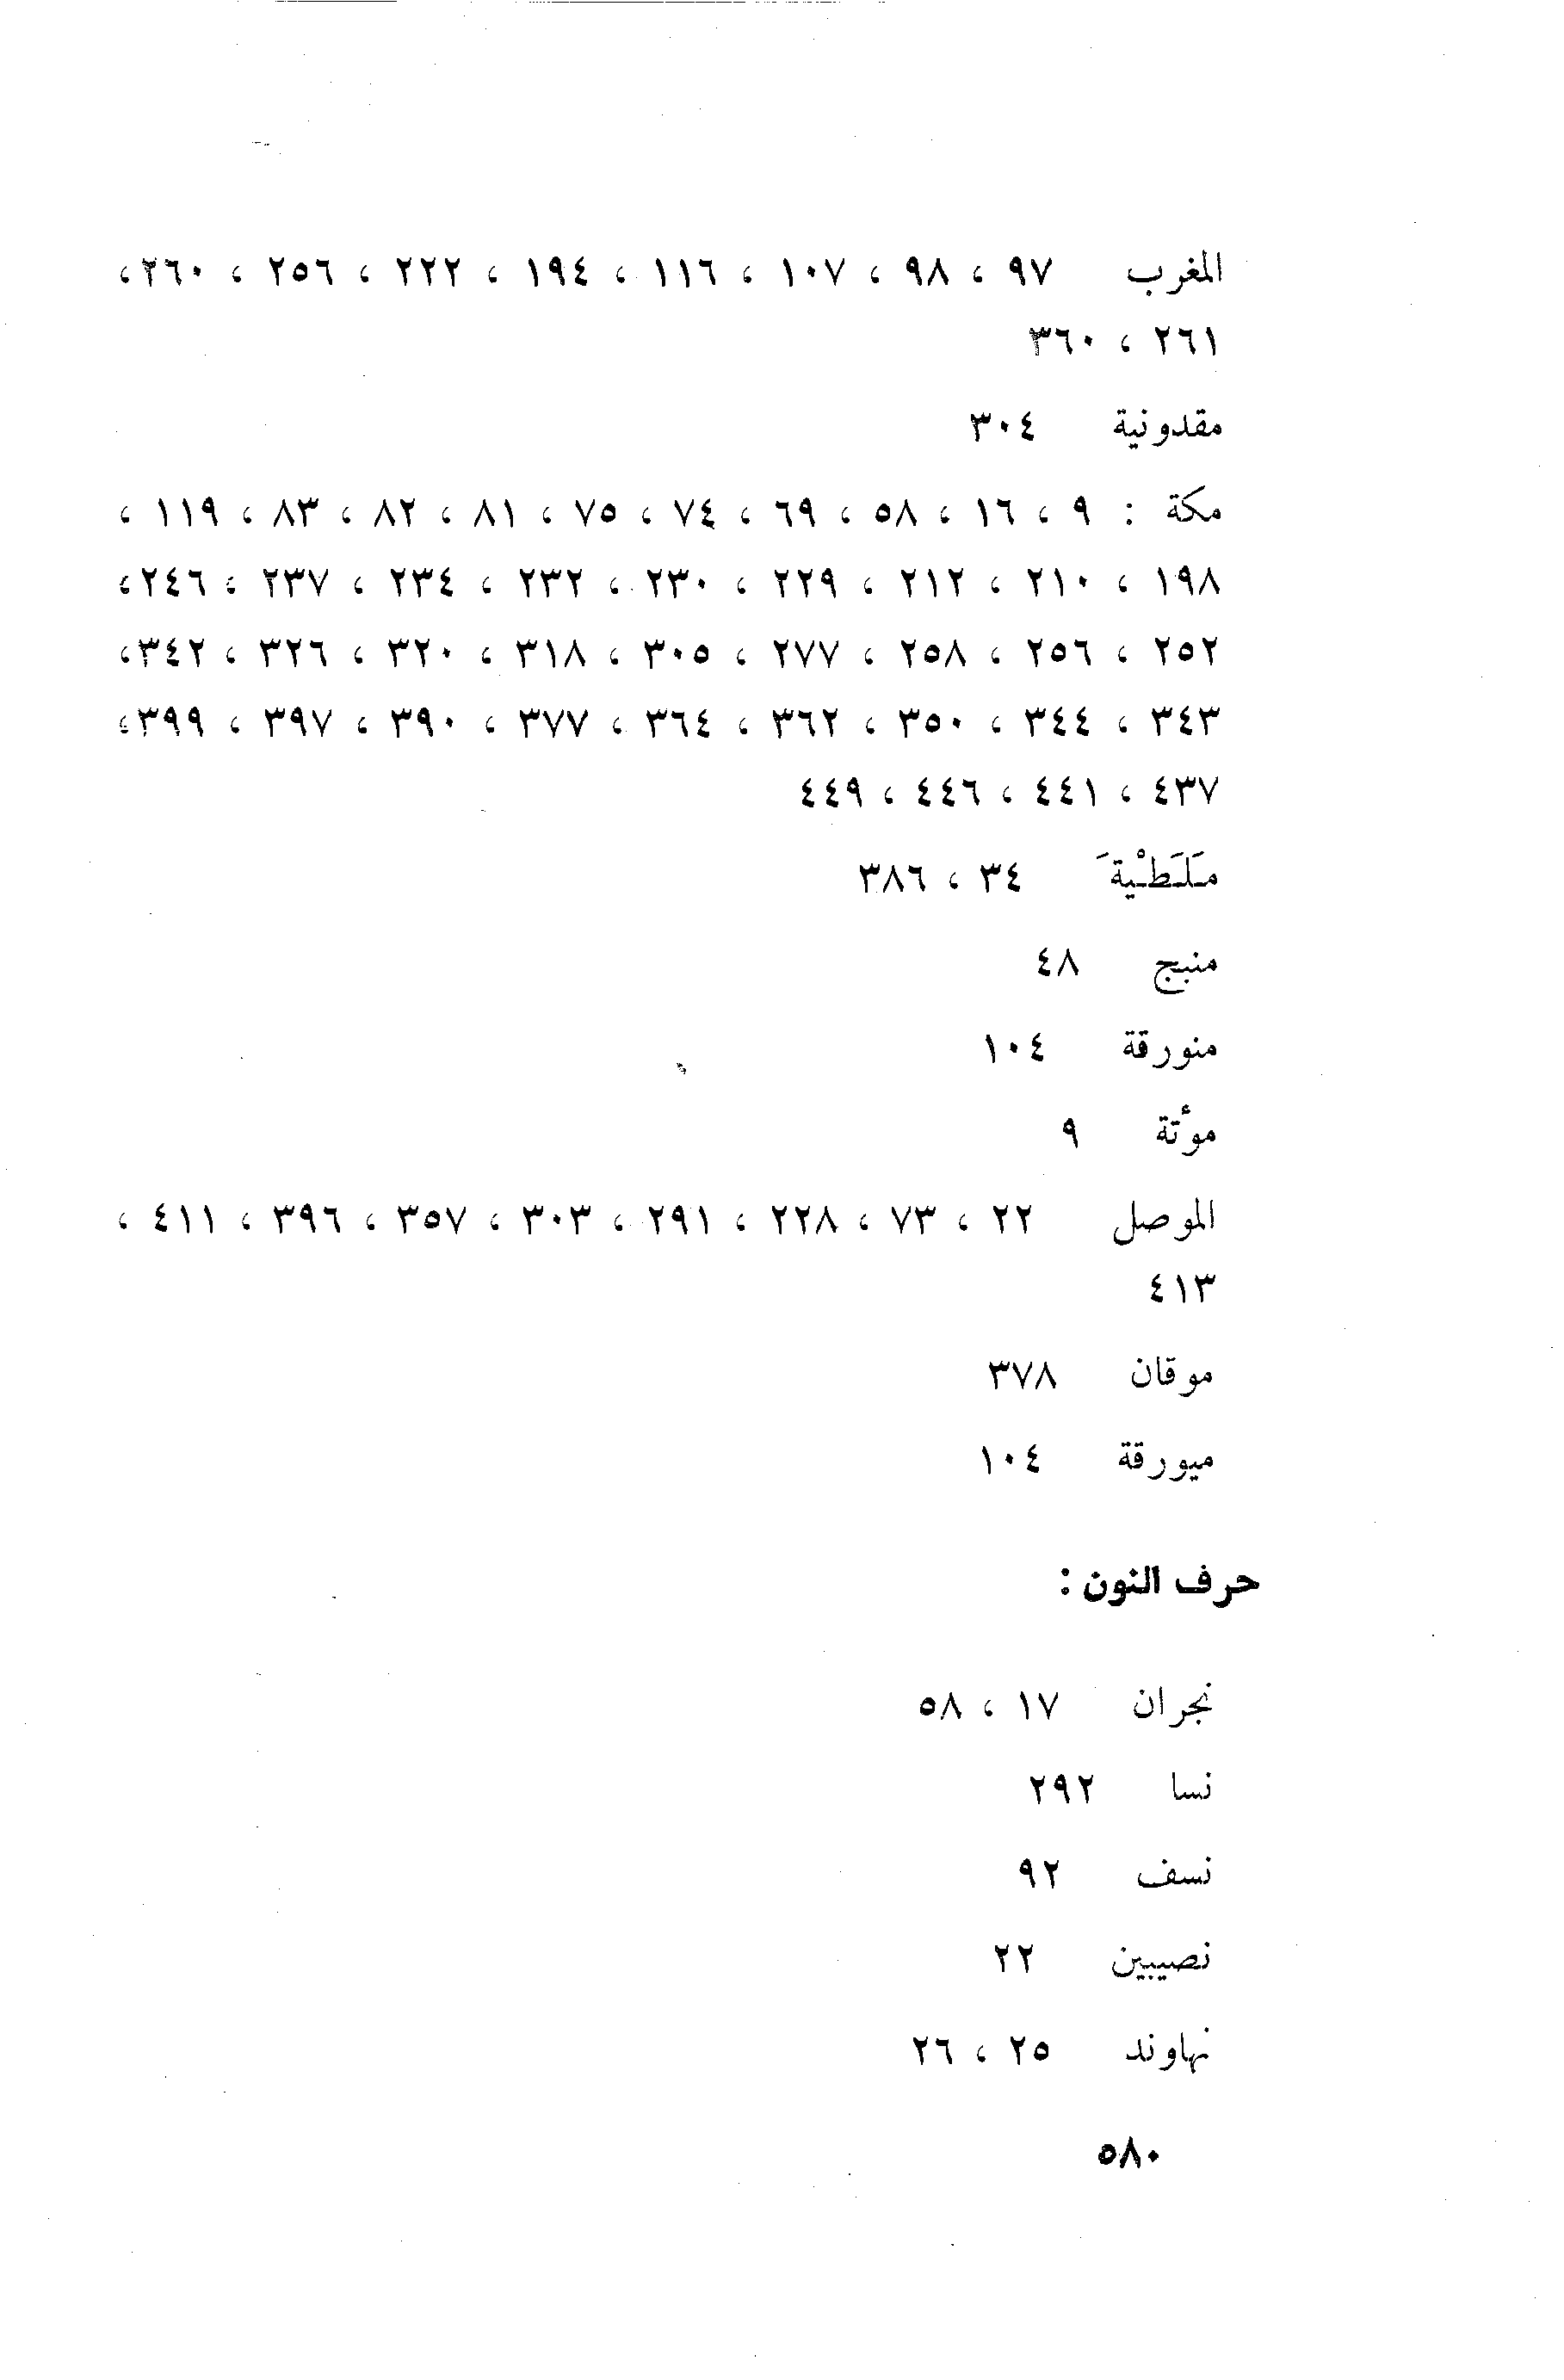 المغرب ٩٧ ، ٩٨ ، ١٠٧ ، ١١٦ ، ١٩٤ ، ٢٢٢ ، ٢٥٦ ، ٢٦٠،
٢٦١ ، ٣٦٠
مقدونية ٣٠٤
مكة : ٩ ، ١٦ ، ٥٨ ، ٦٩ ، ٧٤ ، ٧٥ ، ٨١ ، ٨٢ ، ٨٣ ، ١١٩ ،
١٩٨ ، ٢١٠ ، ٢١٢ ، ٢٢٩ ، ٢٣٠ ، ٢٣٢ ، ٢٣٤ ، ٢٣٧ ، ٢٤٦،
٢٥٢ ، ٢٥٦ ، ٢٥٨ ، ٢٧٧ ، ٣٠٥ ، ٣١٨ ، ٣٢٠ ، ٣٢٦ ، ٣٤٢،
٣٤٣ ، ٣٤٤ ، ٣٥٠ ، ٣٦٢ ، ٣٦٤ ، ٣٧٧ ، ٣٩٠ ، ٣٩٧ ، ٣٩٩،
٤٣٧ ، ٤٤١ ، ٤٤٦ ، ٤٤٩
مَلَطْيةَ ٣٤ ، ٣٨٦
منبج ٤٨
منورقة ١٠٤
مؤتة ٩
الموصل ٢٢ ، ٧٣ ، ٢٢٨ ، ٢٩١ ، ٣٠٣ ، ٣٥٧ ، ٣٩٦ ، ٤١١ ،
٤١٣
موقان ٣٧٨
ميورقة ١٠٤
حرف النون :
نجران ١٧ ، ٥٨
نسا ٢٩٢
نسف ٩٢
نصيبين ٢٢
نهاوند ٢٥ ، ٢٦
٥٨٠